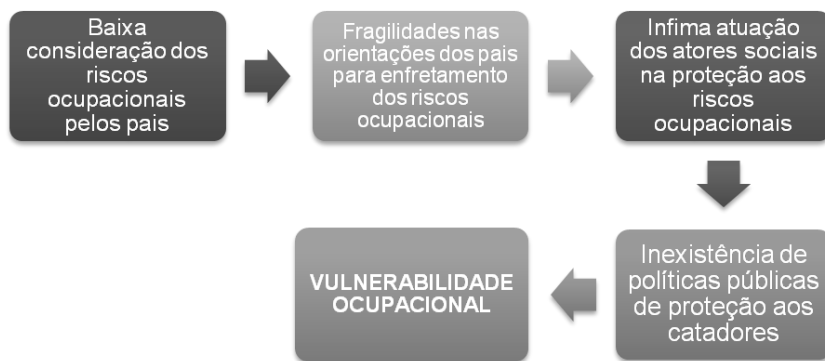 Baixa
consideração dos
riscos
ocupacionais
pelos pais
Fragilidades nas
orientações dos pais
para enfretamento
dos riscos
ocupacionais
Infima atuação
dos atores sociais
na proteção aos
riscos
ocupacionais
Inexistência de
políticas públicas
de proteção aos
catadores
VULNERABILIDADE
OCUPACIONAL